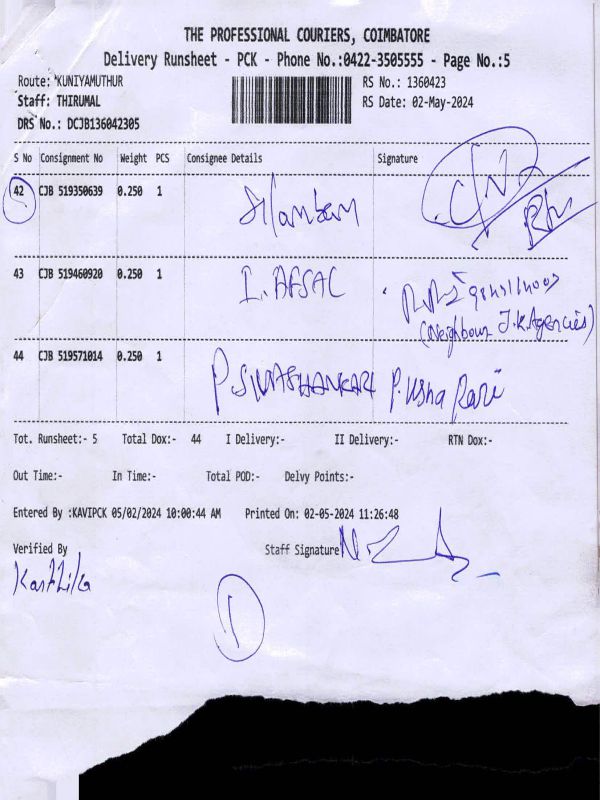 THE PROFESSIONAL COURIERS, COIMBATORE
Delivery Runsheet - PCK - Phone No.:0422-3505555 - Page No.:5
Route: KUNIYAMUTHUR
RS No.: 1360423
Staff: THIRUMAL
RS Date: 02-May-2024
DRS No.: DCJB136042305
S No Consignment No Weight PCS Consignee Details Signature
42 CJB 519350639 0.250 1
43 CJB 519460920 0.250 1 I. AFSAL
(Neighbour J.K.Agencies)
44 CJB 519571014 0.250 1 P. SIVASHANKARI P. Usha Rani
Tot. Runsheet:- 5 Total Dox:- 44 I Delivery:- II Delivery:- RTN Dox:-
Out Time:- In Time:- Total POD:- Delvy Points:-
Entered By :KAVIPCK 05/02/2024 10:00:44 AM Printed On: 02-05-2024 11:26:48
Verified By Staff Signature
Karthika